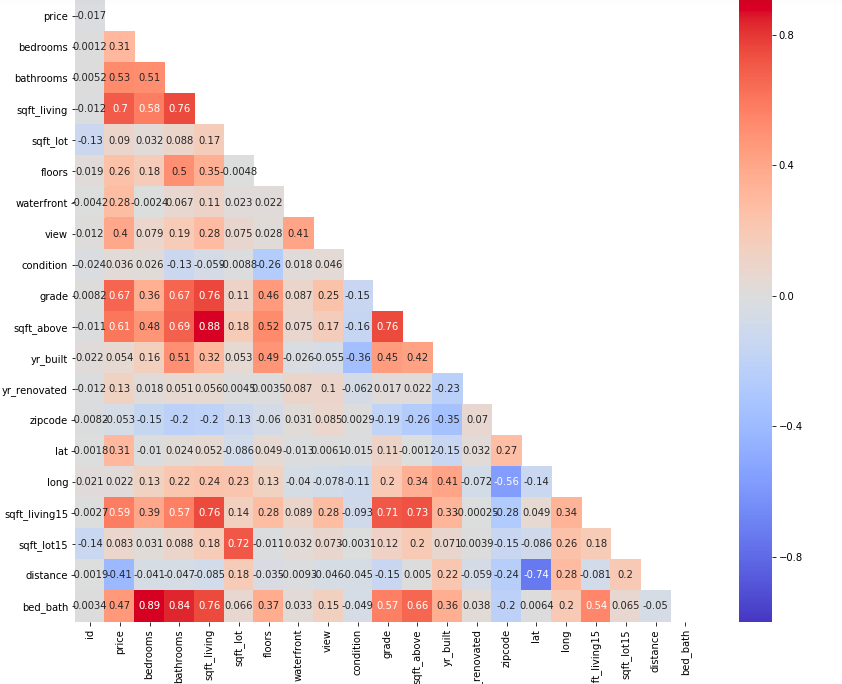 price -0.017
bedrooms -0.0012 0.31
bathrooms -0.0052 0.53 0.51
sqft_living -0.012 0.7 0.58 0.76
sqft_lot -0.13 0.09 0.032 0.088 0.17
floors -0.019 0.26 0.18 0.5 0.35 -0.0048
waterfront -0.0042 0.28 -0.0024 0.067 0.11 0.023 0.022
view -0.012 0.4 0.079 0.19 0.28 0.075 0.028 0.41
condition -0.024 0.036 0.026 -0.13 -0.059 -0.0088 -0.26 0.018 0.046
grade 0.0082 0.67 0.36 0.67 0.76 0.11 0.46 0.087 0.25 -0.15
sqft_above -0.011 0.61 0.48 0.69 0.88 0.18 0.52 0.075 0.17 -0.16 0.76
yr_built 0.022 0.054 0.16 0.51 0.32 0.053 0.49 -0.026 -0.055 -0.36 0.45 0.42
yr_renovated -0.012 0.13 0.018 0.051 0.056 0.0045 0.0035 0.087 0.1 -0.062 0.017 0.022 -0.23
zipcode -0.0082 -0.053 -0.15 -0.2 -0.2 -0.13 -0.06 0.031 0.085 0.0029 -0.19 -0.26 -0.35 0.07
lat -0.0018 0.31 -0.01 0.024 0.052 -0.086 0.049 -0.013 0.0061 -0.015 0.11 -0.0012 -0.15 0.032 0.27
long 0.021 0.022 0.13 0.22 0.24 0.23 0.13 -0.04 -0.078 -0.11 0.2 0.34 0.41 -0.072 -0.56 -0.14
sqft_living15 -0.0027 0.59 0.39 0.57 0.76 0.14 0.28 0.089 0.28 -0.093 0.71 0.73 0.33 -0.00025 -0.28 0.049 0.34
sqft_lot15 -0.14 0.083 0.031 0.088 0.18 0.72 -0.011 0.032 0.073 -0.0031 0.12 0.2 0.071 0.0039 -0.15 -0.086 0.26 0.18
distance -0.0019 -0.41 -0.041 -0.047 -0.085 0.18 -0.035 -0.0093 -0.046 -0.045 -0.15 0.005 0.22 -0.059 -0.24 -0.74 0.28 -0.081 0.2
bed_bath 0.0034 0.47 0.89 0.84 0.76 0.066 0.37 0.033 0.15 -0.049 0.57 0.66 0.36 0.038 -0.2 0.0064 0.2 0.54 0.065 -0.05
id price bedrooms bathrooms sqft_living sqft_lot floors waterfront view condition grade sqft_above yr_built _renovated zipcode lat long ft_living15 sqft_lot15 distance bed_bath
0.8
0.4
0.0
−0.4
−0.8